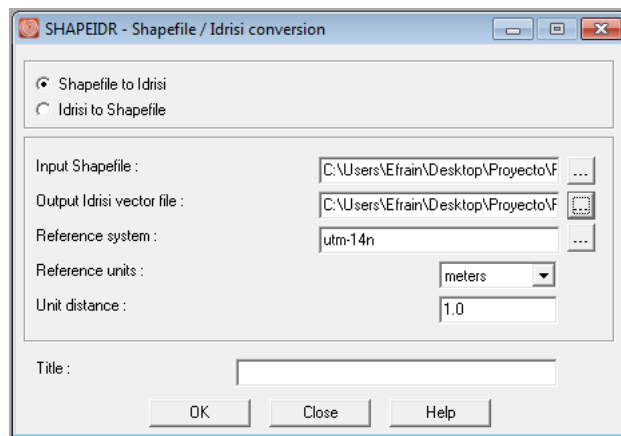 SHAPEIDR - Shapefile / Idrisi conversion
Shapefile to Idrisi
Idrisi to Shapefile
Input Shapefile : C:\Users\Efrain\Desktop\Proyecto\F ...
Output Idrisi vector file : C:\Users\Efrain\Desktop\Proyecto\F ...
Reference system : utm-14n ...
Reference units : meters
Unit distance : 1.0
Title :
OK Close Help